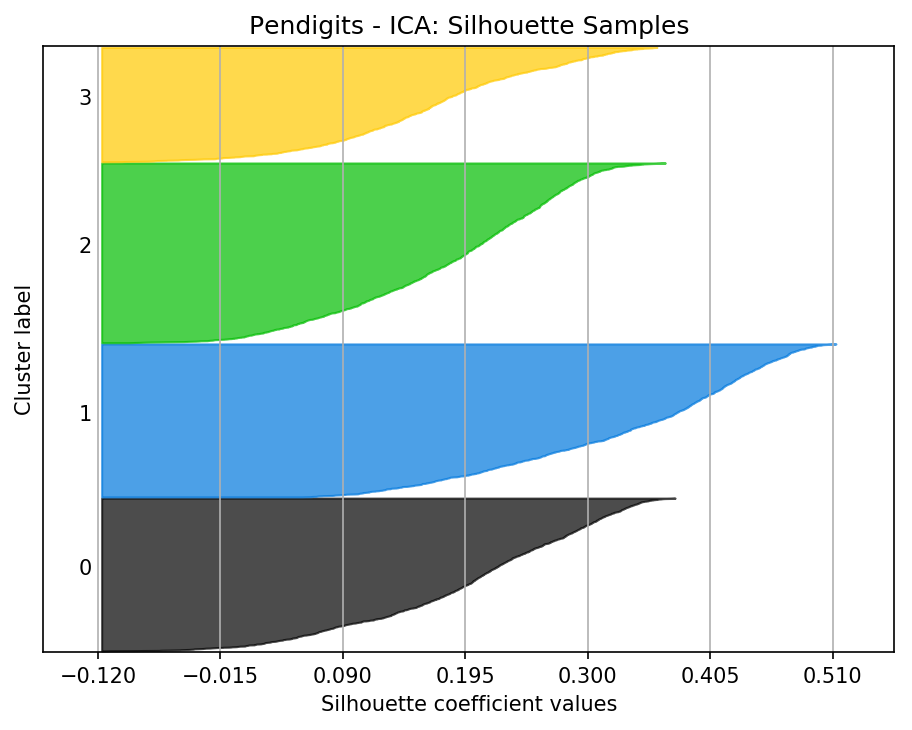 Pendigits - ICA: Silhouette Samples
Cluster label
3
2
1
0
−0.120 −0.015 0.090 0.195 0.300 0.405 0.510
Silhouette coefficient values